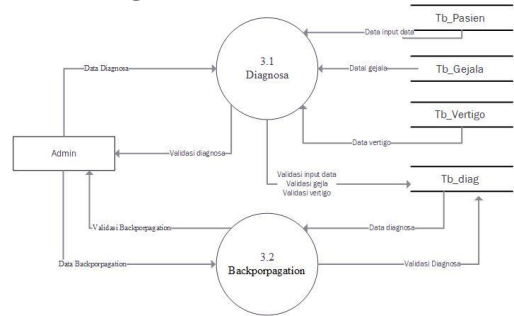 Tb_Pasien
Data input data
3.1
Diagnosa
Data Diagnosa
Datai gejala
Tb_Gejala
Tb_Vertigo
Data vertigo
Admin
Validasi diagnosa
Validasi input data
Validasi gejla
Validasi vertigo
Tb_diag
Validasi Backporpagation
Data diagnosa
3.2
Backporpagation
Data Backporpagation
Validasi Diagnosa